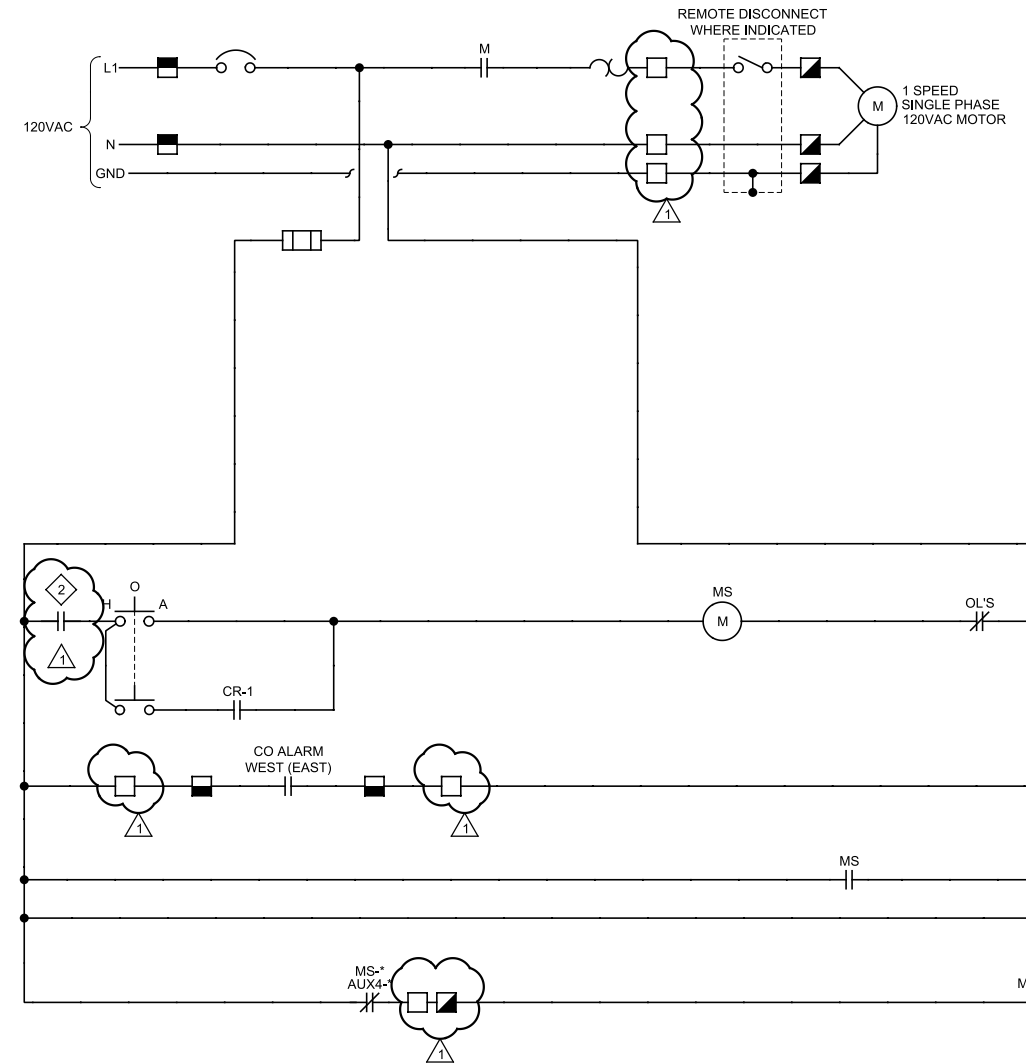 REMOTE DISCONNECT
WHERE INDICATED
L1
M
M
1 SPEED
SINGLE PHASE
120VAC MOTOR
120VAC
N
GND
1
2
H
O
A
1
MS
M
OL'S
CR-1
CO ALARM
WEST (EAST)
1
1
MS
MS-*
AUX4-*
M
1